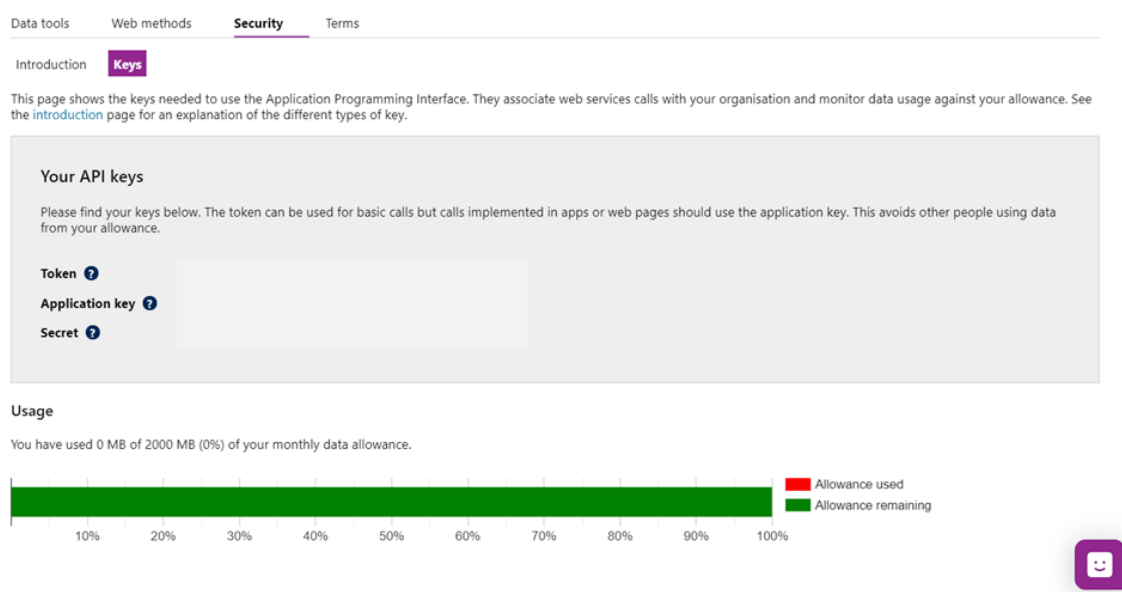 Data tools Web methods Security Terms
Introduction Keys
This page shows the keys needed to use the Application Programming Interface. They associate web services calls with your organisation and monitor data usage against your allowance. See
the introduction page for an explanation of the different types of key.
Your API keys
Please find your keys below. The token can be used for basic calls but calls implemented in apps or web pages should use the application key. This avoids other people using data
from your allowance.
Token ?
Application key ?
Secret ?
Usage
You have used 0 MB of 2000 MB (0%) of your monthly data allowance.
Allowance used
Allowance remaining
10% 20% 30% 40% 50% 60% 70% 80% 90% 100%